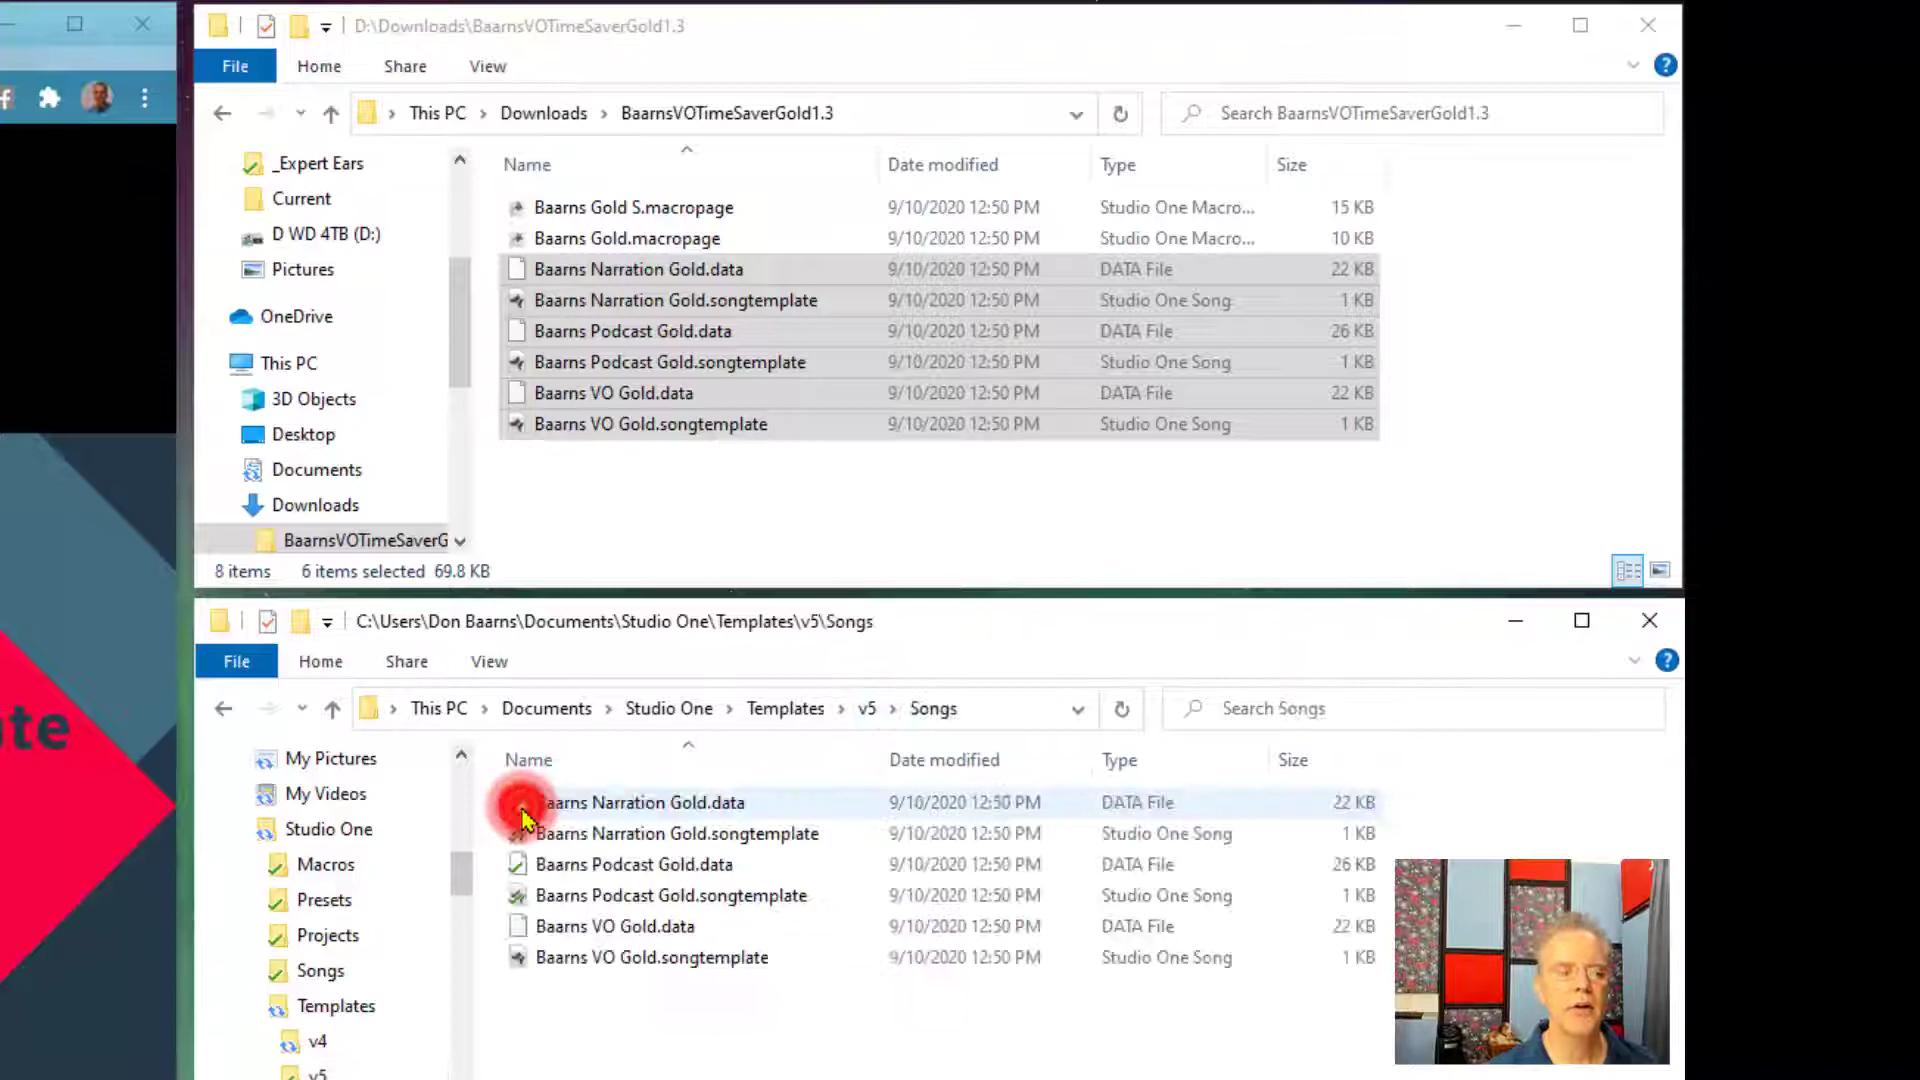 D:\Downloads\BaarnsVOTimeSaverGold1.3
File Home Share View
This PC Downloads BaarnsVOTimeSaverGold1.3
Search BaarnsVOTimeSaverGold1.3
_Expert Ears
Current
D WD 4TB (D:)
Pictures
OneDrive
This PC
3D Objects
Desktop
Documents
Downloads
BaarnsVOTimeSaverG
Name Date modified Type Size
Baarns Gold S.macropage 9/10/2020 12:50 PM Studio One Macro... 15 KB
Baarns Gold.macropage 9/10/2020 12:50 PM Studio One Macro... 10 KB
Baarns Narration Gold.data 9/10/2020 12:50 PM DATA File 22 KB
Baarns Narration Gold.songtemplate 9/10/2020 12:50 PM Studio One Song 1 KB
Baarns Podcast Gold.data 9/10/2020 12:50 PM DATA File 26 KB
Baarns Podcast Gold.songtemplate 9/10/2020 12:50 PM Studio One Song 1 KB
Baarns VO Gold.data 9/10/2020 12:50 PM DATA File 22 KB
Baarns VO Gold.songtemplate 9/10/2020 12:50 PM Studio One Song 1 KB
8 items 6 items selected 69.8 KB
C:\Users\Don Baarns\Documents\Studio One\Templates\v5\Songs
File Home Share View
This PC Documents Studio One Templates v5 Songs
Search Songs
My Pictures
My Videos
Studio One
Macros
Presets
Projects
Songs
Templates
v4
v5
Name Date modified Type Size
aarns Narration Gold.data 9/10/2020 12:50 PM DATA File 22 KB
Baarns Narration Gold.songtemplate 9/10/2020 12:50 PM Studio One Song 1 KB
Baarns Podcast Gold.data 9/10/2020 12:50 PM DATA File 26 KB
Baarns Podcast Gold.songtemplate 9/10/2020 12:50 PM Studio One Song 1 KB
Baarns VO Gold.data 9/10/2020 12:50 PM DATA File 22 KB
Baarns VO Gold.songtemplate 9/10/2020 12:50 PM Studio One Song 1 KB